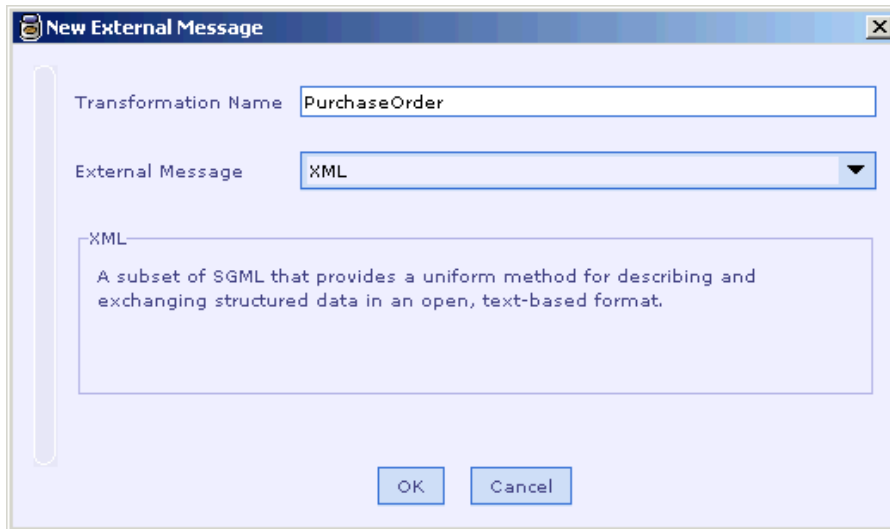 New External Message
Transformation Name PurchaseOrder
External Message XML
XML
A subset of SGML that provides a uniform method for describing and
exchanging structured data in an open, text-based format.
OK Cancel